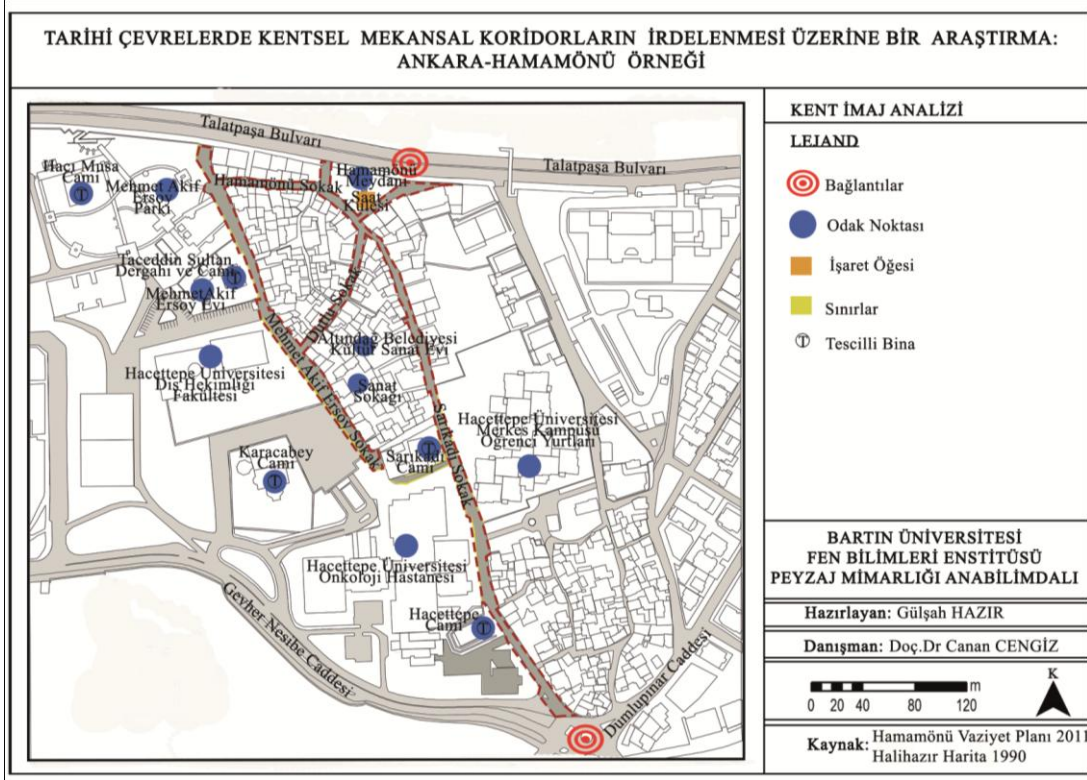 TARİHİ ÇEVRELERDE KENTSEL MEKANSAL KORİDORLARIN İRDELENMESİ ÜZERİNE BİR ARAŞTIRMA:
ANKARA-HAMAMÖNÜ ÖRNEĞİ
Talatpaşa Bulvarı
Talatpaşa Bulvarı
Hacı Musa
Cami
Mehmet Akif
Ersoy
Parkı
Hamamönü Sokak
Hamamönü
Meydanı
Saat
Kulesi
Taceddin Sultan
Dergahı ve Cami
MehmetAkif
Ersoy Evi
Dutlu Sokak
Mehmet Akif Ersoy Sokak
Altındağ Belediyesi
Kültür Sanat Evi
Hacettepe Üniversitesi
Diş Hekimliği
Fakültesi
Sanat
Sokağı
Sarıkadı Sokak
Hacettepe Üniversitesi
Merkes Kampüsü
Öğrenci Yurtları
Karacabey
Cami
Sarıkadı
Cami
Hacettepe Üniversitesi
Onkoloji Hastanesi
Hacettepe
Cami
Gevher Nesibe Caddesi
Dumlupınar Caddesi
KENT İMAJ ANALİZİ
LEJAND
Bağlantılar
Odak Noktası
İşaret Öğesi
Sınırlar
T Tescilli Bina
BARTIN ÜNİVERSİTESİ
FEN BİLİMLERİ ENSTİTÜSÜ
PEYZAJ MİMARLIĞI ANABİLİMDALI
Hazırlayan: Gülşah HAZIR
Danışman: Doç.Dr Canan CENGİZ
m
0 20 40 80 120
K
Kaynak: Hamamönü Vaziyet Planı 2011
Halihazır Harita 1990